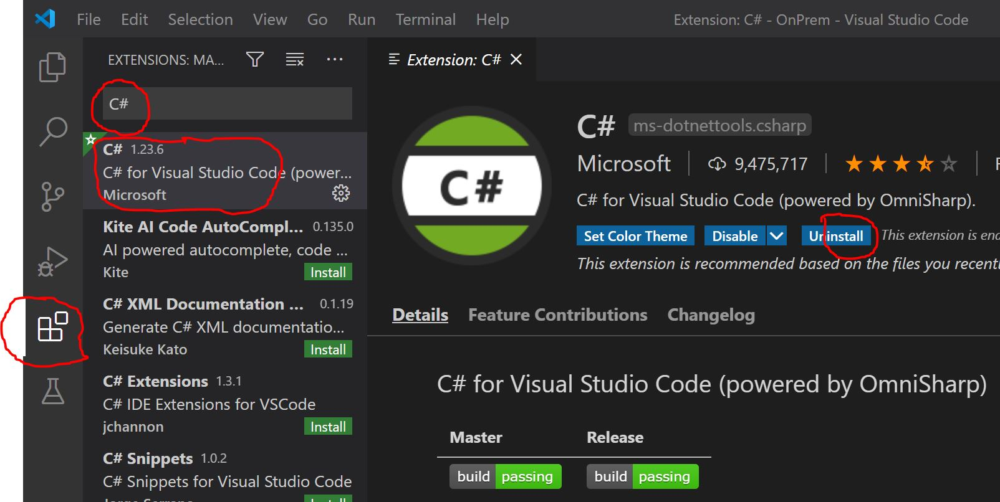 File Edit Selection View Go Run Terminal Help Extension: C# - OnPrem - Visual Studio Code
EXTENSIONS: MA...
C#
C# 1.23.6
C# for Visual Studio Code (power...
Microsoft
Kite AI Code AutoCompl... 0.135.0
AI powered autocomplete, code ...
Kite Install
C# XML Documentation ... 0.1.19
Generate C# XML documentatio...
Keisuke Kato Install
C# Extensions 1.3.1
C# IDE Extensions for VSCode
jchannon Install
C# Snippets 1.0.2
C# Snippets for Visual Studio Code
Jorge Serrano Install
Extension: C#
C#
C# ms-dotnettools.csharp
Microsoft 9,475,717
C# for Visual Studio Code (powered by OmniSharp).
Set Color Theme Disable Uninstall This extension is ena
This extension is recommended based on the files you recentl
Details Feature Contributions Changelog
C# for Visual Studio Code (powered by OmniSharp)
Master Release
build passing build passing